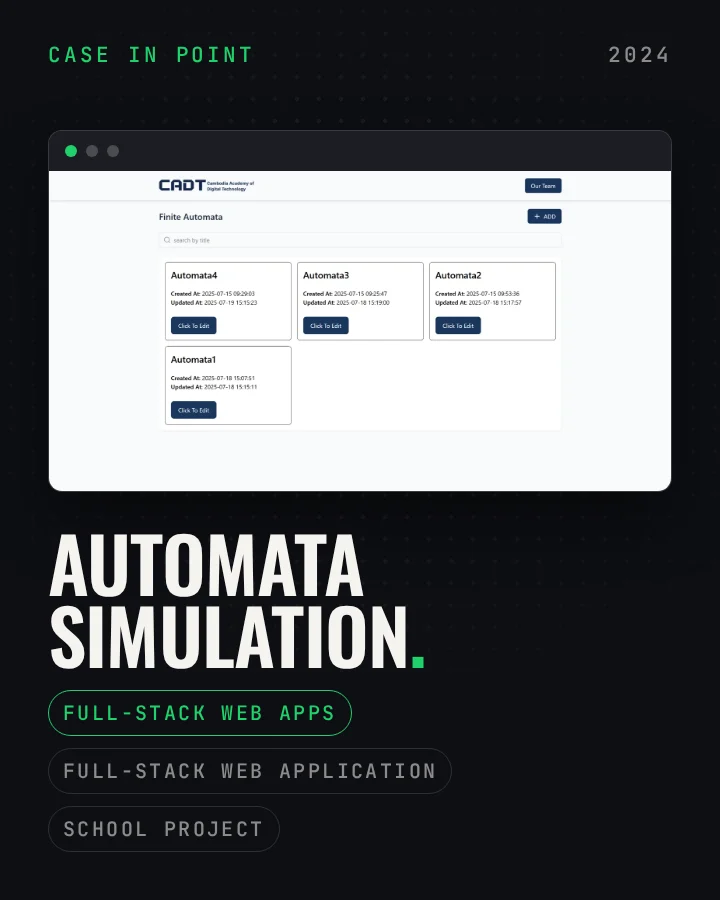 CASE IN POINT
2024
CADT Cambodia Academy of
Digital Technology
Our Team
Finite Automata
+ ADD
search by title
Automata4
Created At: 2025-07-15 09:29:03
Updated At: 2025-07-19 15:15:23
Click To Edit
Automata3
Created At: 2025-07-15 09:25:47
Updated At: 2025-07-18 15:19:00
Click To Edit
Automata2
Created At: 2025-07-15 09:53:36
Updated At: 2025-07-18 15:17:57
Click To Edit
Automata1
Created At: 2025-07-18 15:07:51
Updated At: 2025-07-18 15:15:11
Click To Edit
AUTOMATA
SIMULATION.
FULL-STACK WEB APPS
FULL-STACK WEB APPLICATION
SCHOOL PROJECT